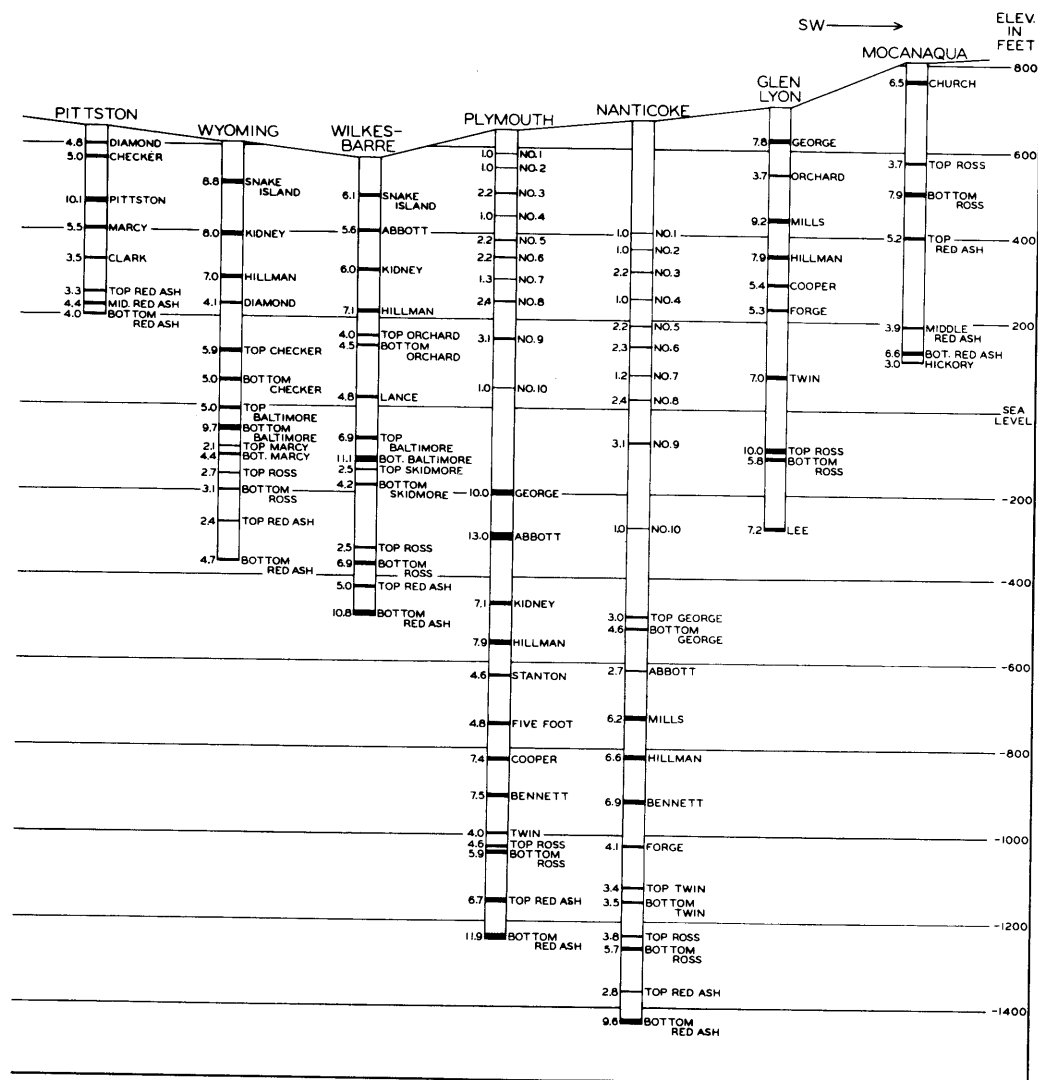 SW
ELEV.
IN
FEET
MOCANAQUA
800
6.5 CHURCH
3.7 TOP ROSS
7.9 BOTTOM
ROSS
5.2 TOP
RED ASH
3.9 MIDDLE
RED ASH
6.6 BOT. RED ASH
3.0 HICKORY
600
400
200
SEA
LEVEL
-200
-400
-600
-800
-1000
-1200
-1400
PITTSTON
4.8 DIAMOND
5.0 CHECKER
10.1 PITTSTON
5.5 MARCY
3.5 CLARK
3.3 TOP RED ASH
4.4 MID. RED ASH
4.0 BOTTOM
RED ASH
WYOMING
8.8 SNAKE
ISLAND
8.0 KIDNEY
7.0 HILLMAN
4.1 DIAMOND
5.9 TOP CHECKER
5.0 BOTTOM
CHECKER
5.0 TOP
BALTIMORE
9.7 BOTTOM
BALTIMORE
2.1 TOP MARCY
4.4 BOT. MARCY
2.7 TOP ROSS
3.1 BOTTOM
ROSS
2.4 TOP RED ASH
4.7 BOTTOM
RED ASH
WILKES-
BARRE
6.1 SNAKE
ISLAND
5.6 ABBOTT
6.0 KIDNEY
7.1 HILLMAN
4.0 TOP ORCHARD
4.5 BOTTOM
ORCHARD
4.8 LANCE
6.9 TOP
BALTIMORE
11.1 BOT. BALTIMORE
2.5 TOP SKIDMORE
4.2 BOTTOM
SKIDMORE
2.5 TOP ROSS
6.9 BOTTOM
ROSS
5.0 TOP RED ASH
10.8 BOTTOM
RED ASH
PLYMOUTH
1.0 NO. 1
1.0 NO. 2
2.2 NO. 3
1.0 NO. 4
2.2 NO. 5
2.2 NO. 6
1.3 NO. 7
2.4 NO. 8
3.1 NO. 9
1.0 NO. 10
10.0 GEORGE
13.0 ABBOTT
7.1 KIDNEY
7.9 HILLMAN
4.6 STANTON
4.8 FIVE FOOT
7.4 COOPER
7.5 BENNETT
4.0 TWIN
4.6 TOP ROSS
5.9 BOTTOM
ROSS
6.7 TOP RED ASH
11.9 BOTTOM
RED ASH
NANTICOKE
1.0 NO. 1
1.0 NO. 2
2.2 NO. 3
1.0 NO. 4
2.2 NO. 5
2.3 NO. 6
1.2 NO. 7
2.4 NO. 8
3.1 NO. 9
1.0 NO. 10
3.0 TOP GEORGE
4.6 BOTTOM
GEORGE
2.7 ABBOTT
6.2 MILLS
6.6 HILLMAN
6.9 BENNETT
4.1 FORGE
3.4 TOP TWIN
3.5 BOTTOM
TWIN
3.8 TOP ROSS
5.7 BOTTOM
ROSS
2.8 TOP RED ASH
9.6 BOTTOM
RED ASH
GLEN
LYON
7.8 GEORGE
3.7 ORCHARD
9.2 MILLS
7.9 HILLMAN
5.4 COOPER
5.3 FORGE
7.0 TWIN
10.0 TOP ROSS
5.8 BOTTOM
ROSS
7.2 LEE